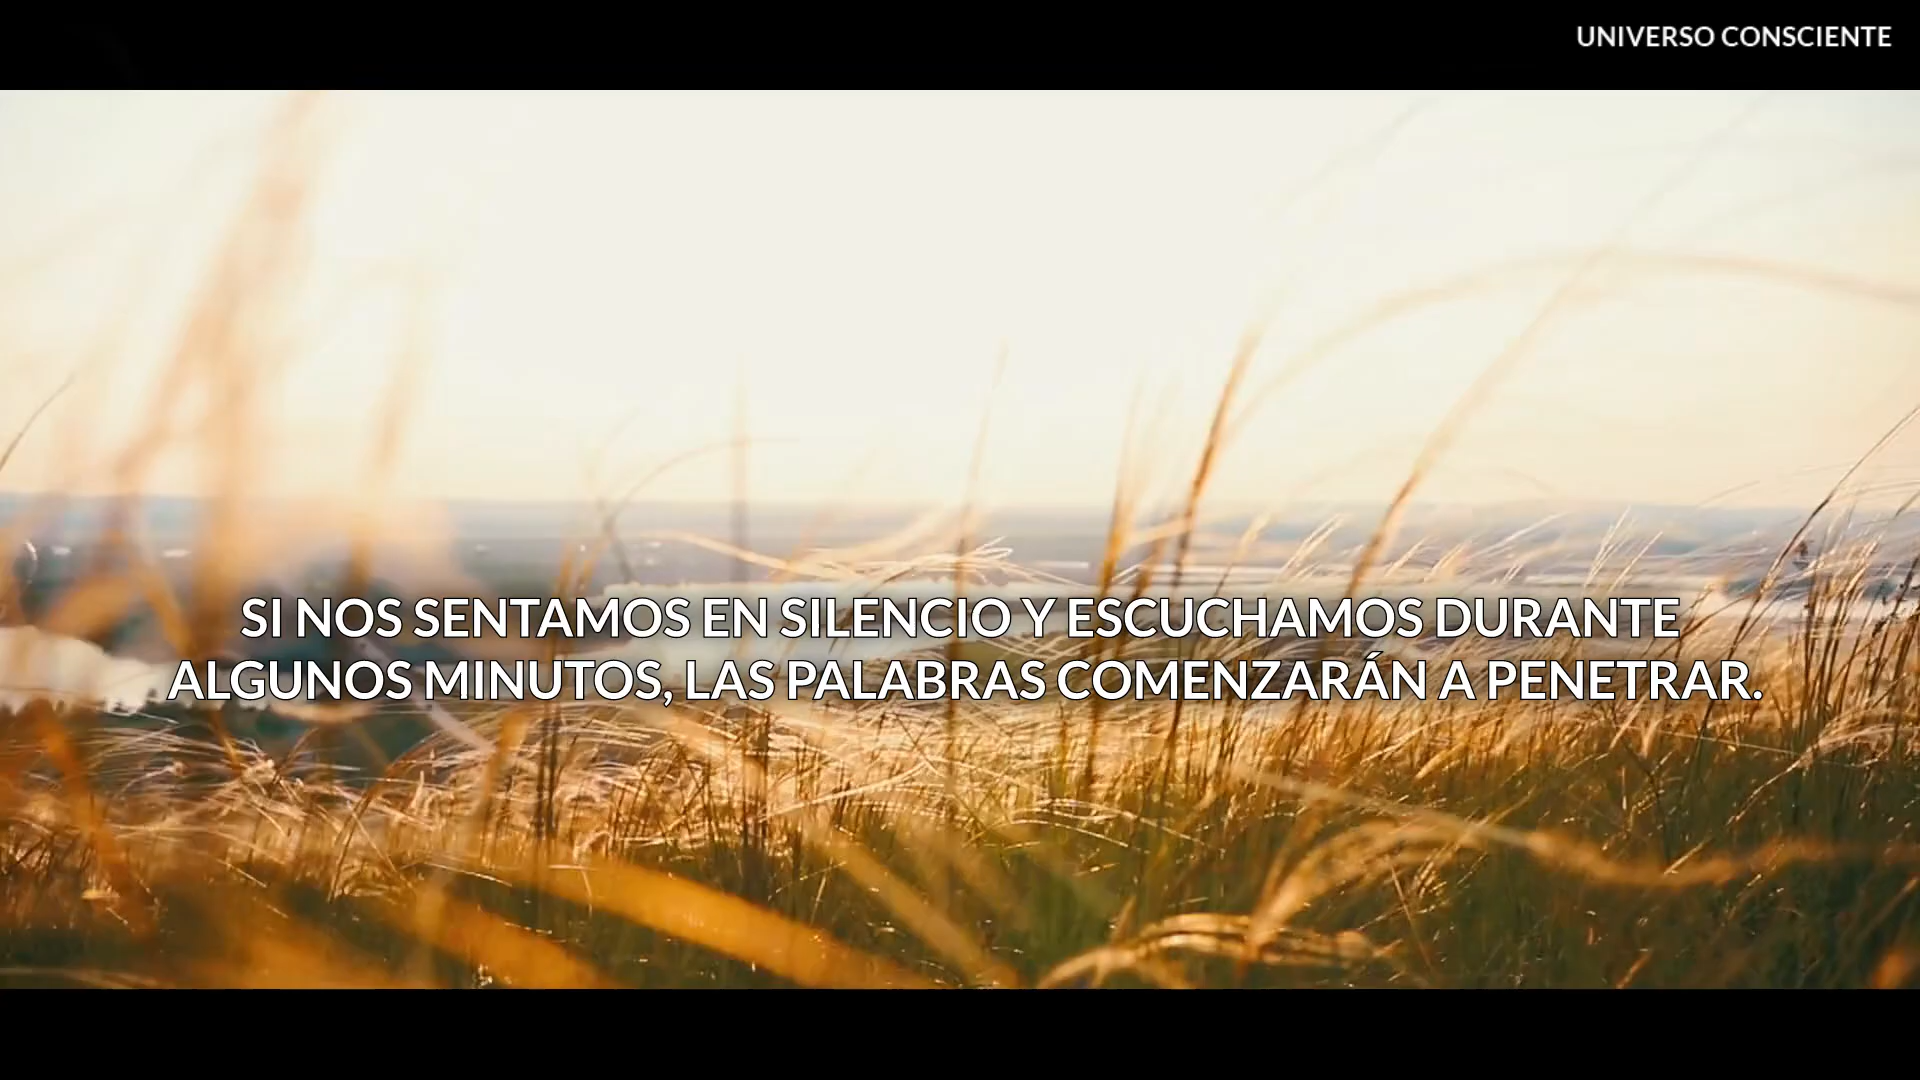 UNIVERSO CONSCIENTE
SI NOS SENTAMOS EN SILENCIO Y ESCUCHAMOS DURANTE
ALGUNOS MINUTOS, LAS PALABRAS COMENZARÁN A PENETRAR.